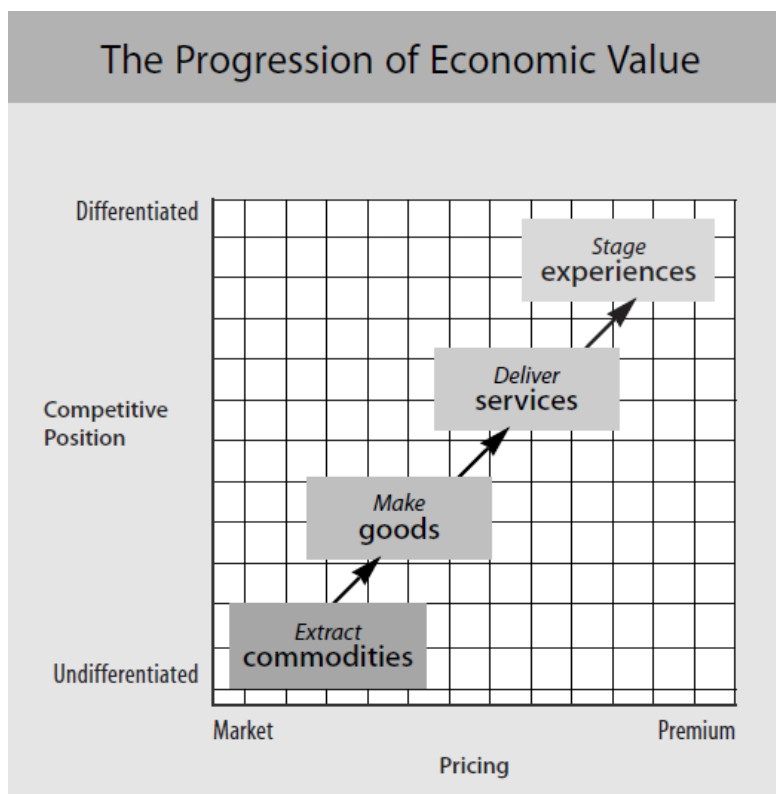 The Progression of Economic Value
Differentiated
Stage
experiences
Deliver
services
Competitive
Position
Make
goods
Extract
commodities
Undifferentiated
Market
Premium
Pricing